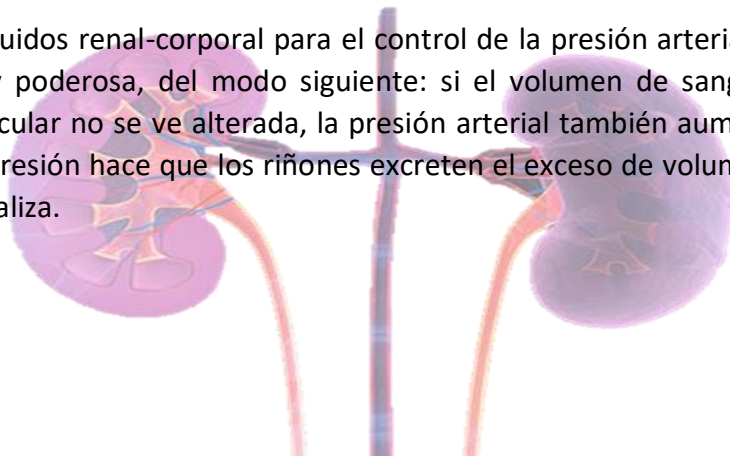 uidos renal-corporal para el control de la presión arteria
poderosa, del modo siguiente: si el volumen de sang
cular no se ve alterada, la presión arterial también aum
resión hace que los riñones excreten el exceso de volum
aliza.